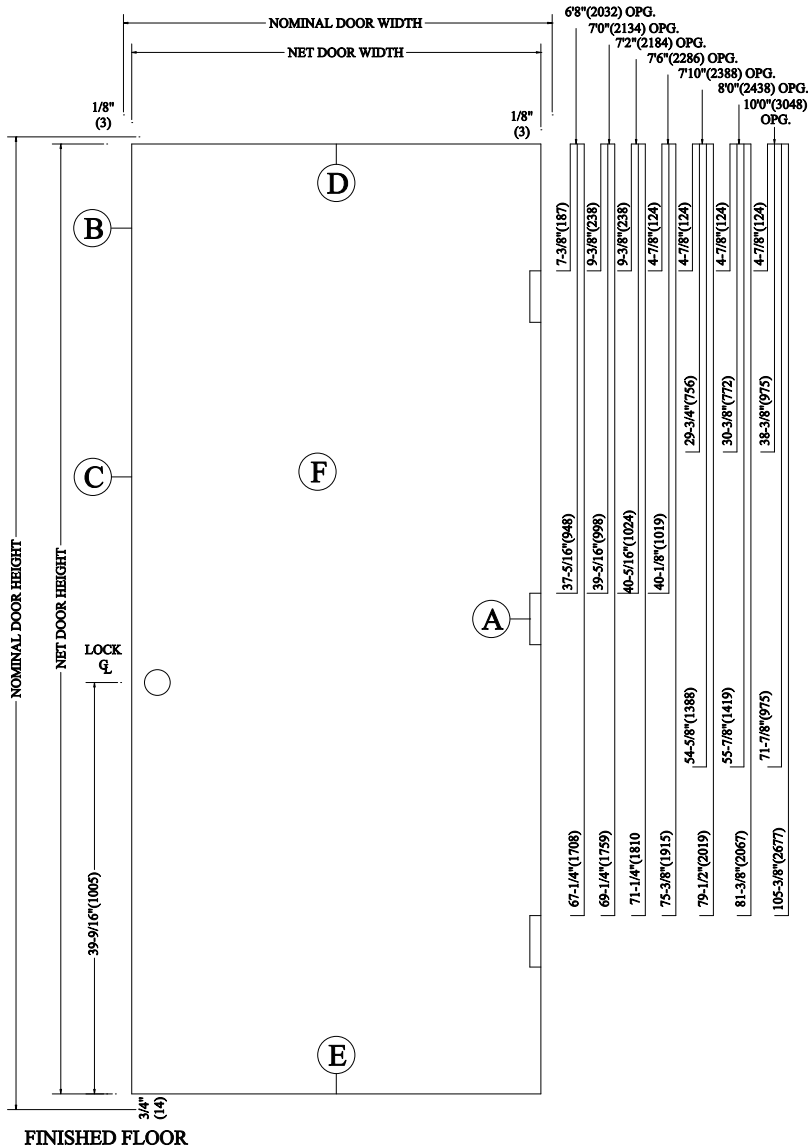 NOMINAL DOOR WIDTH
NET DOOR WIDTH
6'8"(2032) OPG.
7'0"(2134) OPG.
7'2"(2184) OPG.
7'6"(2286) OPG.
7'10"(2388) OPG.
8'0"(2438) OPG.
10'0"(3048)
OPG.
1/8"
(3)
1/8"
(3)
D
B
7-3/8"(187)
9-3/8"(238)
9-3/8"(238)
4-7/8"(124)
4-7/8"(124)
4-7/8"(124)
4-7/8"(124)
29-3/4"(756)
30-3/8"(772)
38-3/8"(975)
C
F
37-5/16"(948)
39-5/16"(998)
40-5/16"(1024)
40-1/8"(1019)
A
NOMINAL DOOR HEIGHT
NET DOOR HEIGHT
LOCK
CL
54-5/8"(1388)
55-7/8"(1419)
71-7/8"(975)
39-9/16"(1005)
67-1/4"(1708)
69-1/4"(1759)
71-1/4"(1810
75-3/8"(1915)
79-1/2"(2019)
81-3/8"(2067)
105-3/8"(2677)
E
3/4"
(14)
FINISHED FLOOR